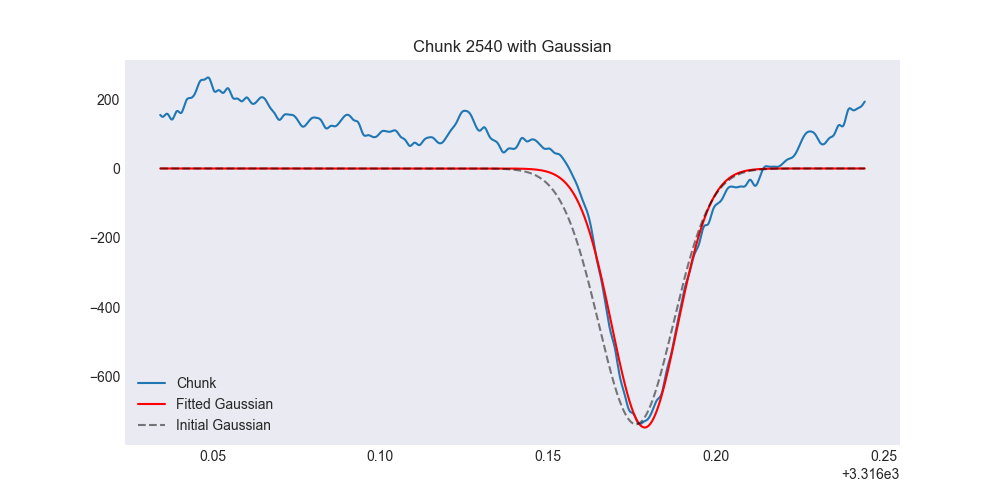 Chunk 2540 with Gaussian
200
0
−200
−400
−600
Chunk
Fitted Gaussian
Initial Gaussian
0.05 0.10 0.15 0.20 0.25
+3.316e3